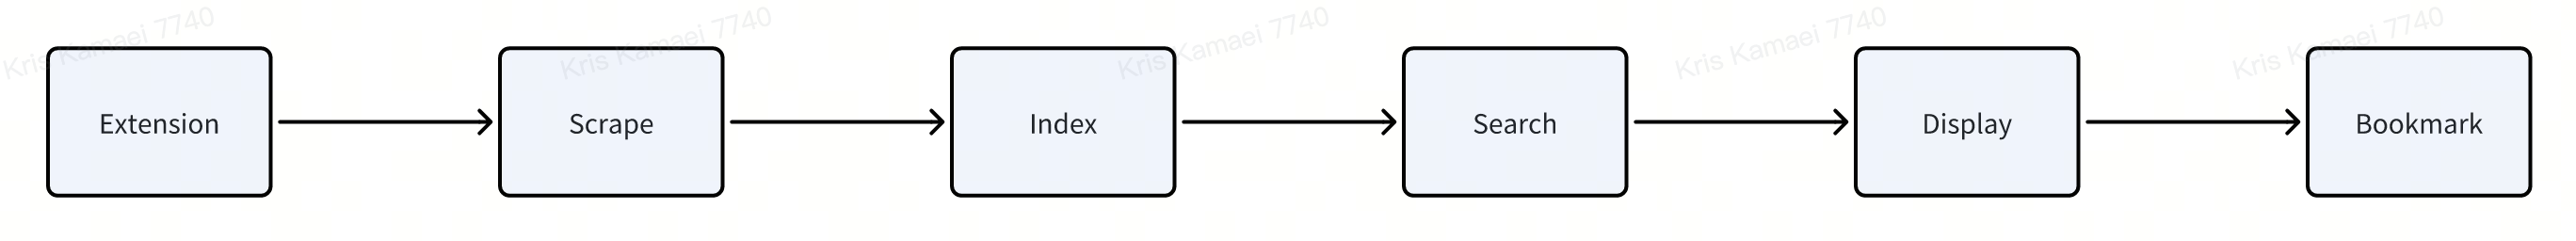 Kris Kamaei 7740
Kris Kamaei 7740
Kris Kamaei 7740
Kris Kamaei 7740
Kris Kamaei 7740
Extension
Scrape
Index
Search
Display
Bookmark